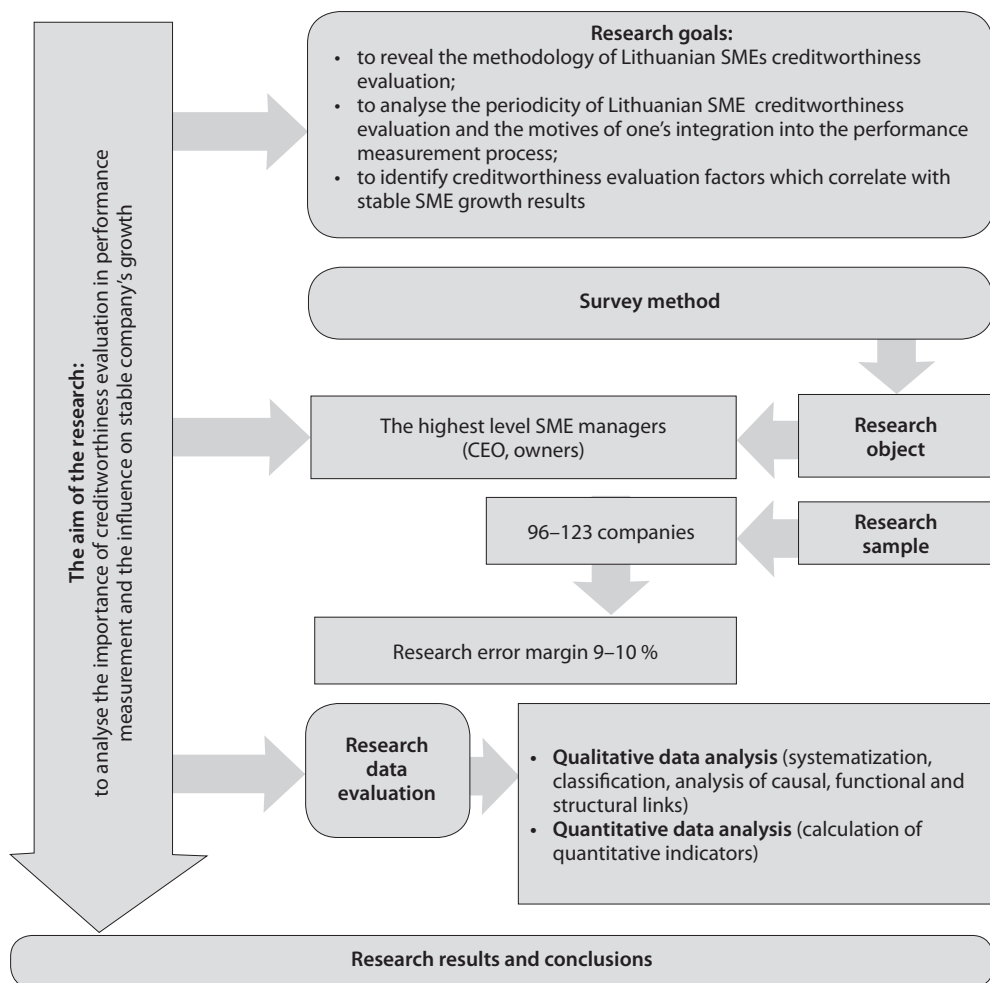 The aim of the research:
to analyse the importance of creditworthiness evaluation in performance
measurement and the influence on stable company's growth
Research goals:
• to reveal the methodology of Lithuanian SMEs creditworthiness
evaluation;
• to analyse the periodicity of Lithuanian SME creditworthiness
evaluation and the motives of one's integration into the performance
measurement process;
• to identify creditworthiness evaluation factors which correlate with
stable SME growth results
Survey method
The highest level SME managers
(CEO, owners)
Research
object
96–123 companies
Research
sample
Research error margin 9–10 %
Research
data
evaluation
• Qualitative data analysis (systematization,
classification, analysis of causal, functional and
structural links)
• Quantitative data analysis (calculation of
quantitative indicators)
Research results and conclusions